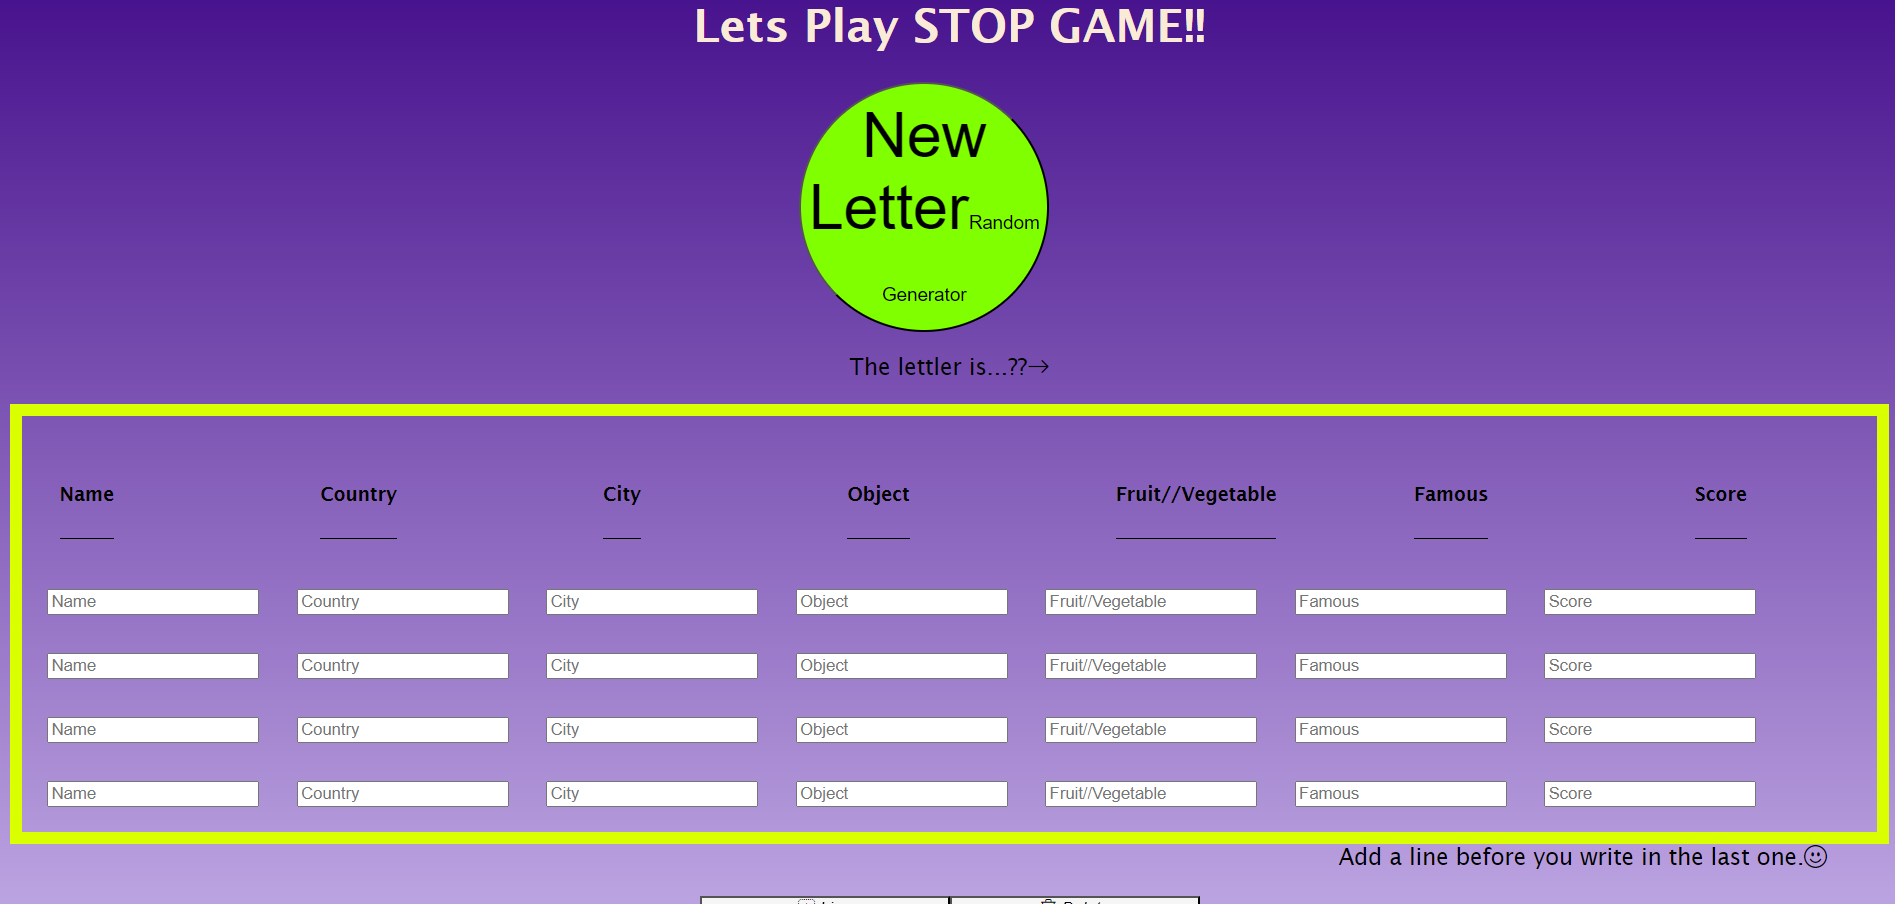 Lets Play STOP GAME!!
New
Letter Random
Generator
The lettler is...??→
Name Country City Object Fruit//Vegetable Famous Score
Name Country City Object Fruit//Vegetable Famous Score
Name Country City Object Fruit//Vegetable Famous Score
Name Country City Object Fruit//Vegetable Famous Score
Name Country City Object Fruit//Vegetable Famous Score
Add a line before you write in the last one.☺